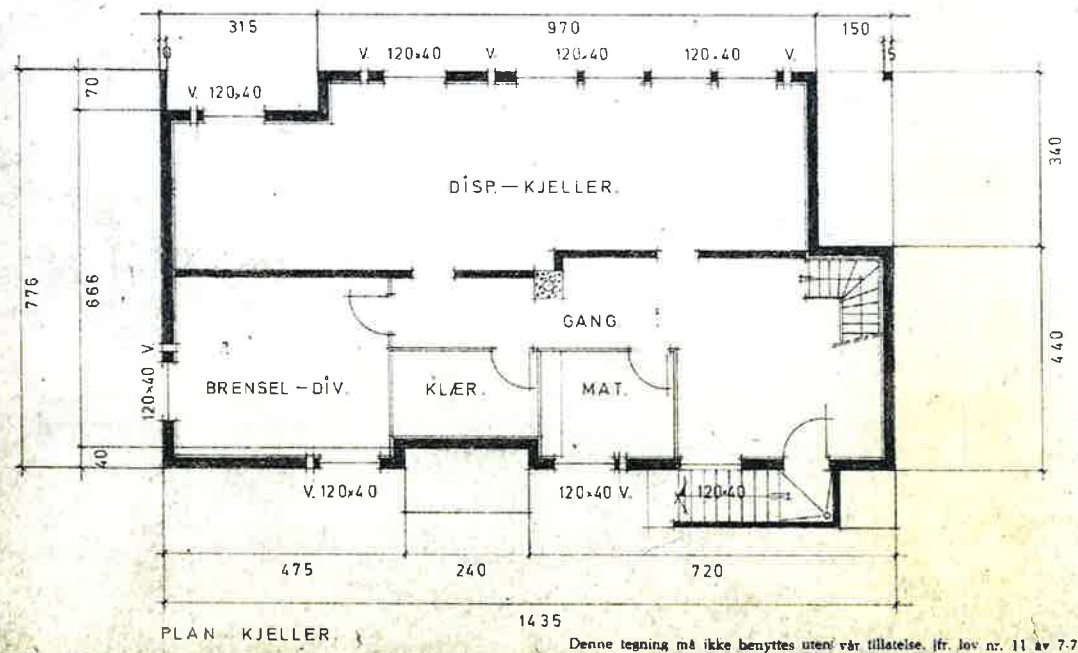 315 970 150
V. 120×40 V. 120×40 120×40 V. 15
V. 120×40
70
340
DISP.—KJELLER.
776
666
GANG.
440
BRENSEL—DIV. KLÆR. MAT.
120×40 V.
40
V. 120×40 120×40 V. 120×40
475 240 720
1435
PLAN KJELLER.
Denne tegning må ikke benyttes uten vår tillatelse. Jfr. lov nr. 11 av 7-7